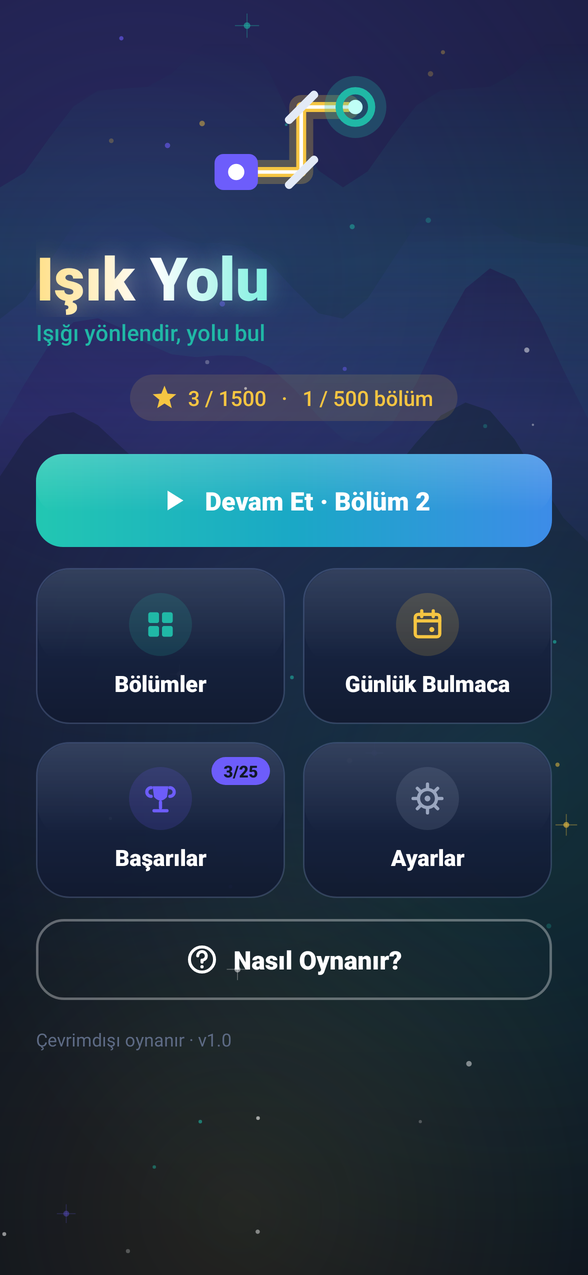 Işık Yolu
Işığı yönlendir, yolu bul
3 / 1500 · 1 / 500 bölüm
Devam Et · Bölüm 2
Bölümler
Günlük Bulmaca
3/25
Başarılar
Ayarlar
Nasıl Oynanır?
Çevrimdışı oynanır · v1.0